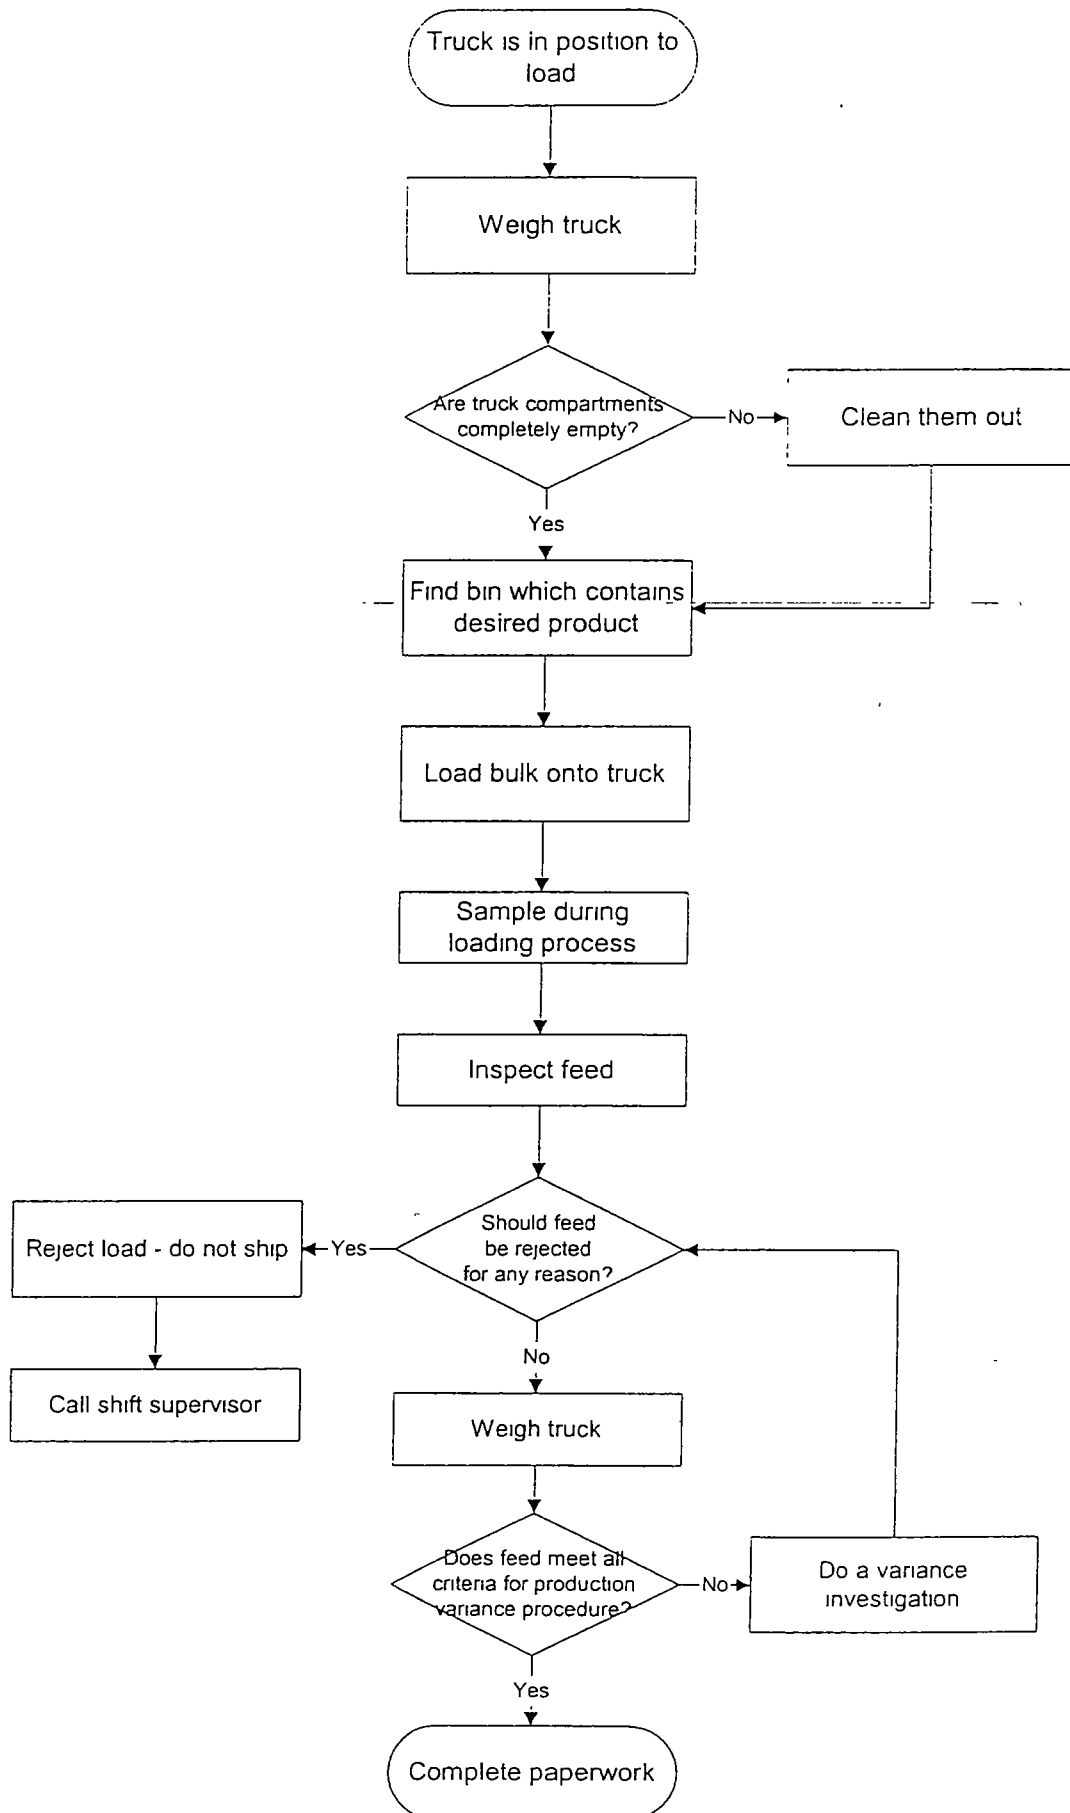 Truck is in position to
load
Weigh truck
Are truck compartments
completely empty?
No
Clean them out
Yes
Find bin which contains
desired product
Load bulk onto truck
Sample during
loading process
Inspect feed
Should feed
be rejected
for any reason?
Yes
Reject load - do not ship
No
Call shift supervisor
Weigh truck
Does feed meet all
criteria for production
variance procedure?
No
Do a variance
investigation
Yes
Complete paperwork